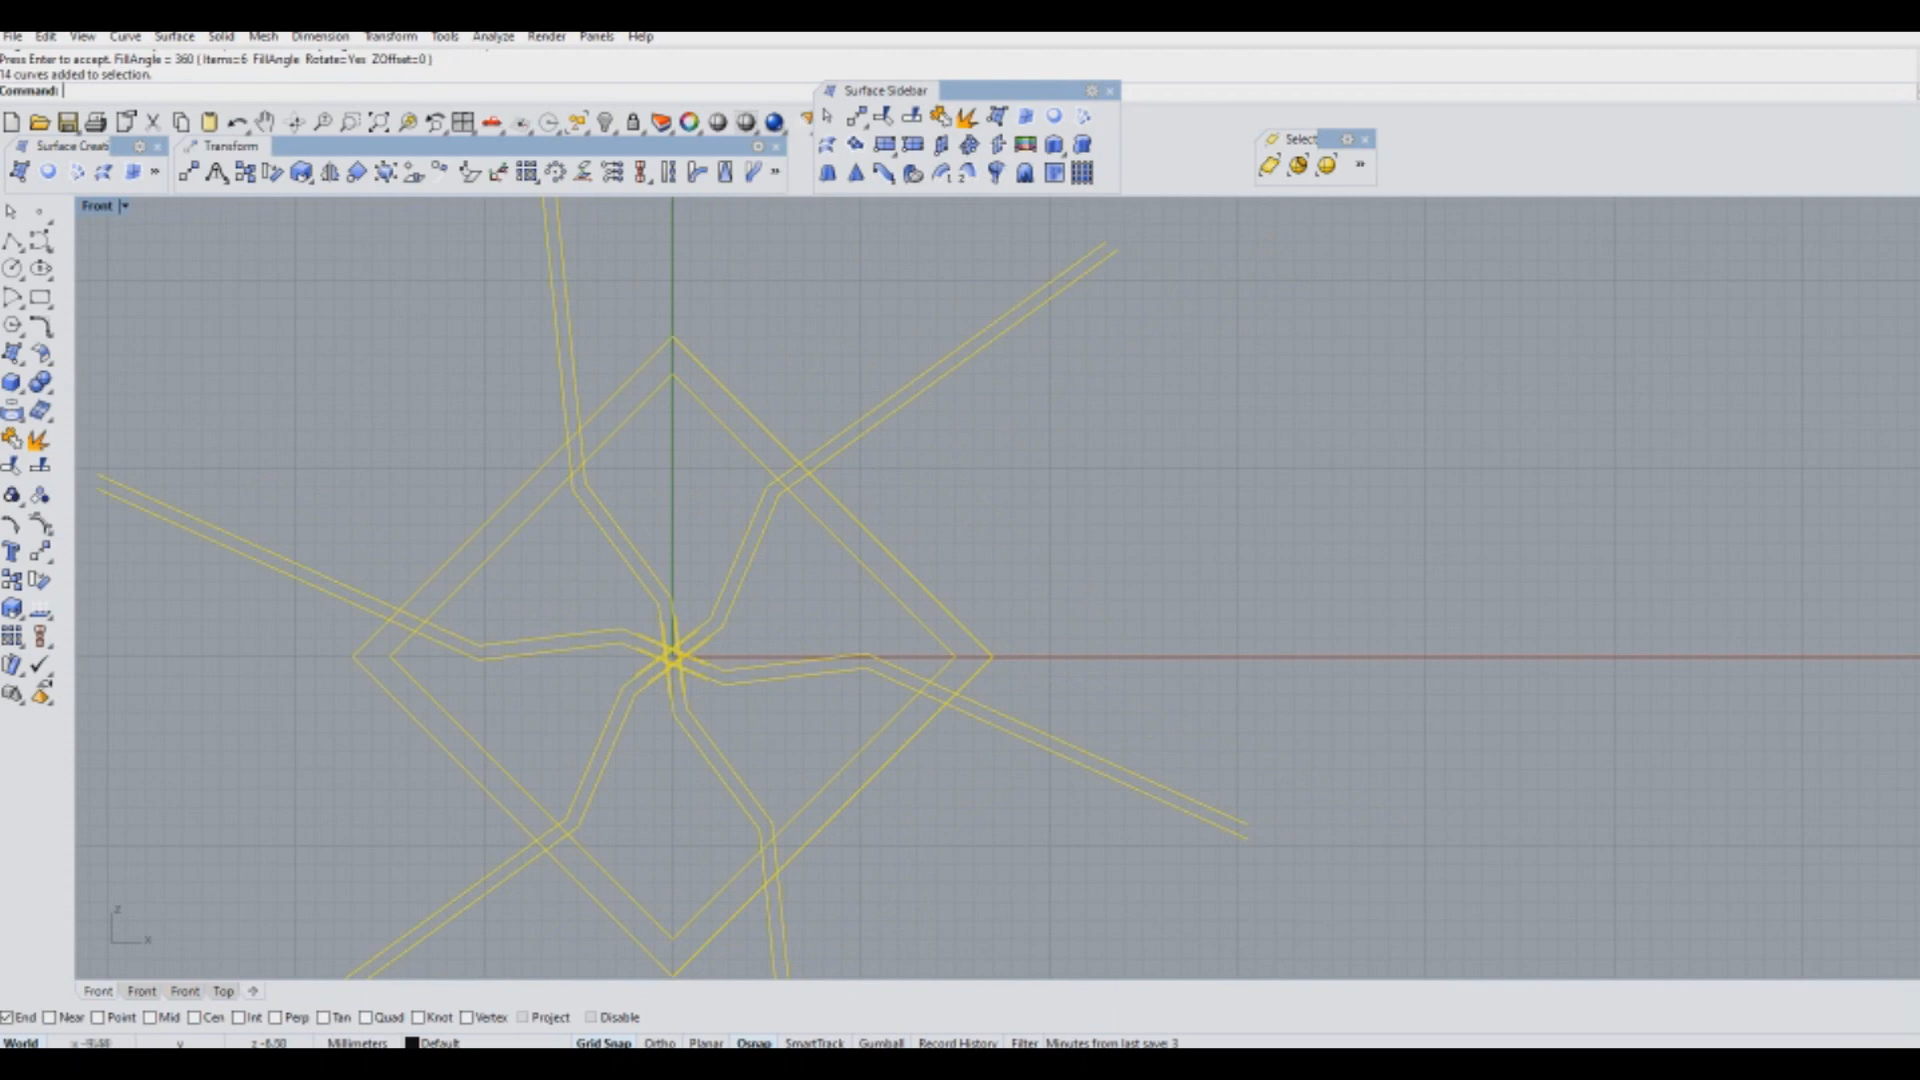 File Edit View Curve Surface Solid Mesh Dimension Transform Tools Analyze Render Panels Help
Press Enter to accept. FillAngle = 360 ( Items=6 FillAngle Rotate=Yes ZOffset=0 )
14 curves added to selection.
Command:
Surface Sidebar
Select
Surface Creati
Transform
Front
z
x
Front Front Front Top
End Near Point Mid Cen Int Perp Tan Quad Knot Vertex Project Disable
World x y z -6.50 Millimeters Default Grid Snap Ortho Planar Osnap SmartTrack Gumball Record History Filter Minutes from last save: 3